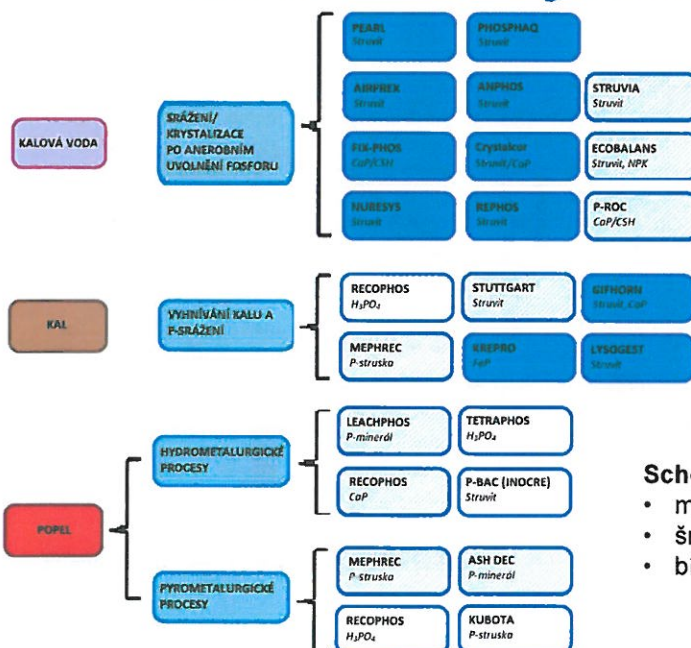 PEARL
Struvit
PHOSPHAQ
Struvit
AIRPREX
Struvit
ANPHOS
Struvit
STRUVIA
Struvit
KALOVÁ VODA
SRÁŽENÍ/
KRYSTALIZACE
PO ANEROBNÍM
UVOLNĚNÍ FOSFORU
FIX-PHOS
CaP/CSH
Crystalcor
Struvit/CaP
ECOBALANS
Struvit, NPK
NURESYS
Struvit
REPHOS
Struvit
P-ROC
CaP/CSH
KAL
VYHNÍVÁNÍ KALU A
P-SRÁŽENÍ
RECOPHOS
H₃PO₄
STUTTGART
Struvit
GIFHORN
Struvit, CaP
MEPHREC
P-struska
KREPRO
FeP
LYSOGEST
Struvit
POPEL
HYDROMETALURGICKÉ
PROCESY
LEACHPHOS
P-minerál
TETRAPHOS
H₃PO₄
RECOPHOS
CaP
P-BAC (INOCRE)
Struvit
PYROMETALURGICKÉ
PROCESY
MEPHREC
P-struska
ASH DEC
P-minerál
RECOPHOS
H₃PO₄
KUBOTA
P-struska